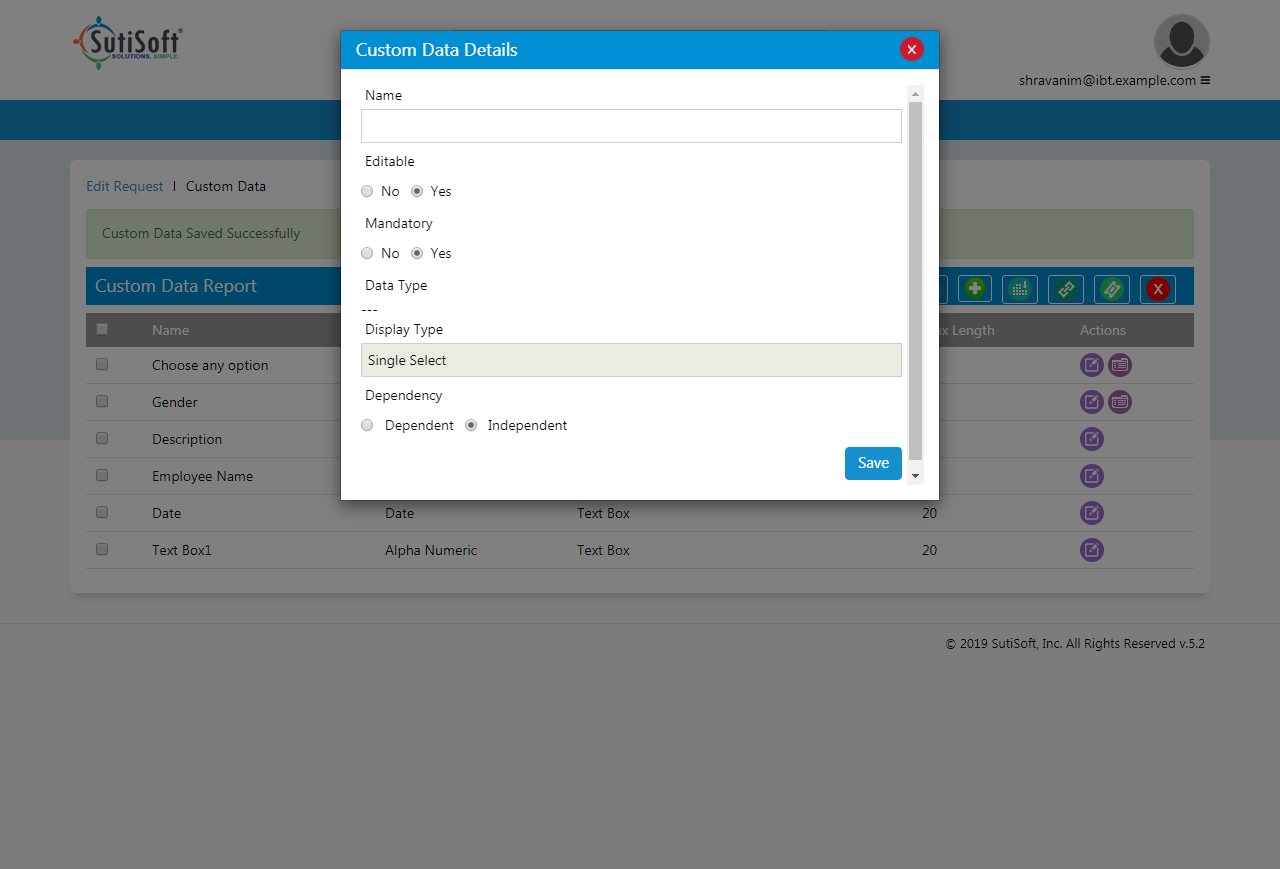 SutiSoft
SOLUTIONS. SIMPLE.
shravanim@ibt.example.com
Custom Data Details
X
Name
Editable
No Yes
Mandatory
No Yes
Data Type
---
Display Type
Single Select
Dependency
Dependent Independent
Save
Edit Request | Custom Data
Custom Data Saved Successfully
Custom Data Report
X
Name Length Actions
Choose any option
Gender
Description
Employee Name
Date Date Text Box 20
Text Box1 Alpha Numeric Text Box 20
© 2019 SutiSoft, Inc. All Rights Reserved v.5.2